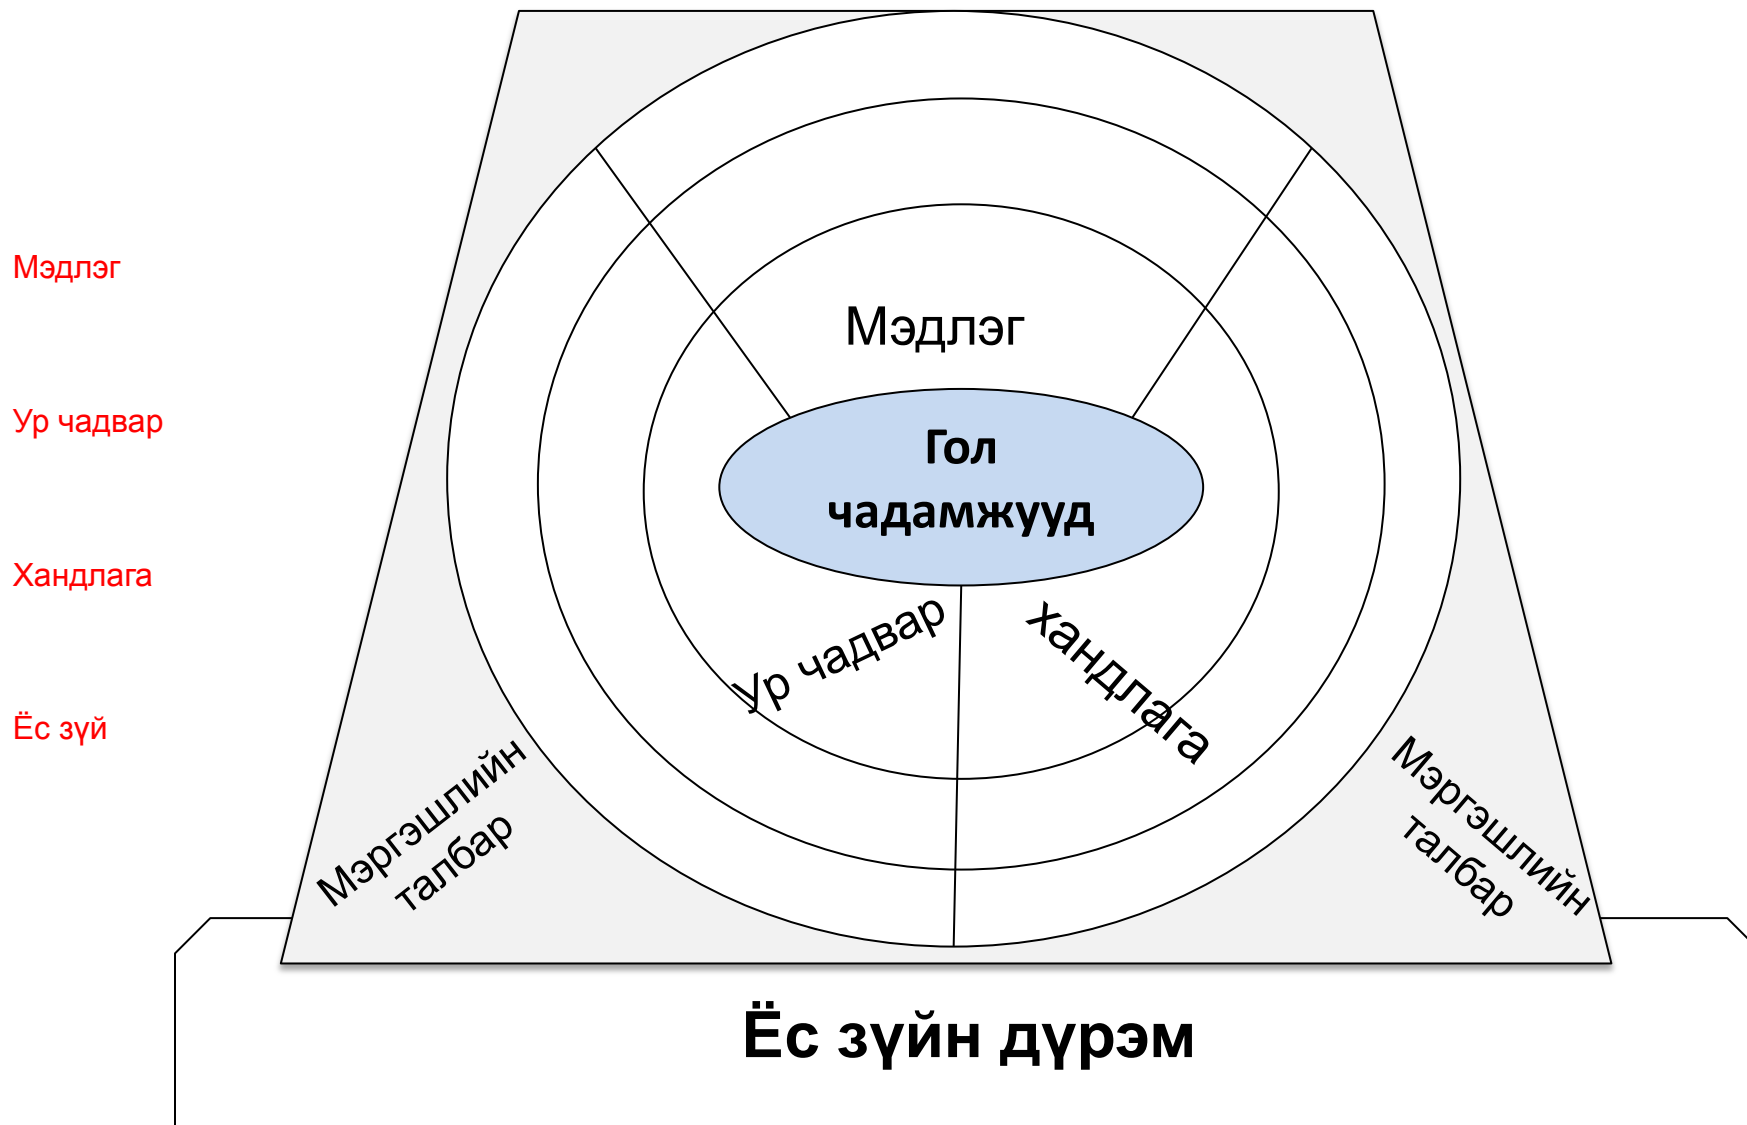 Мэдлэг
Ур чадвар
Хандлага
Ёс зүй
Мэдлэг
Гол
чадамжууд
Ур чадвар
хандлага
Мэргэшлийн
талбар
Мэргэшлийн
талбар
Ёс зүйн дүрэм